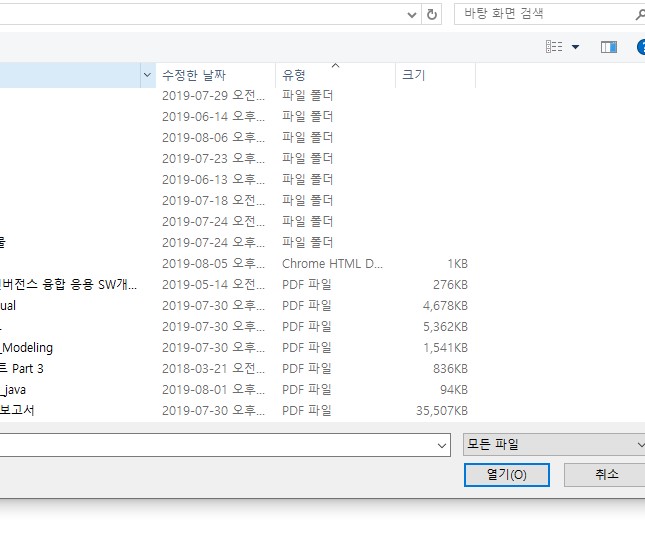 바탕 화면 검색
수정한 날짜 유형 크기
2019-07-29 오전... 파일 폴더
2019-06-14 오후... 파일 폴더
2019-08-06 오후... 파일 폴더
2019-07-23 오후... 파일 폴더
2019-06-13 오후... 파일 폴더
2019-07-18 오전... 파일 폴더
2019-07-24 오전... 파일 폴더
2019-07-24 오후... 파일 폴더
2019-08-05 오후... Chrome HTML D... 1KB
버전스 융합 응용 SW개... 2019-05-14 오전... PDF 파일 276KB
ual 2019-07-30 오후... PDF 파일 4,678KB
2019-07-30 오후... PDF 파일 5,362KB
_Modeling 2019-07-30 오후... PDF 파일 1,541KB
트 Part 3 2018-03-21 오전... PDF 파일 836KB
_java 2019-08-01 오후... PDF 파일 94KB
보고서 2019-07-30 오후... PDF 파일 35,507KB
모든 파일
열기(O) 취소